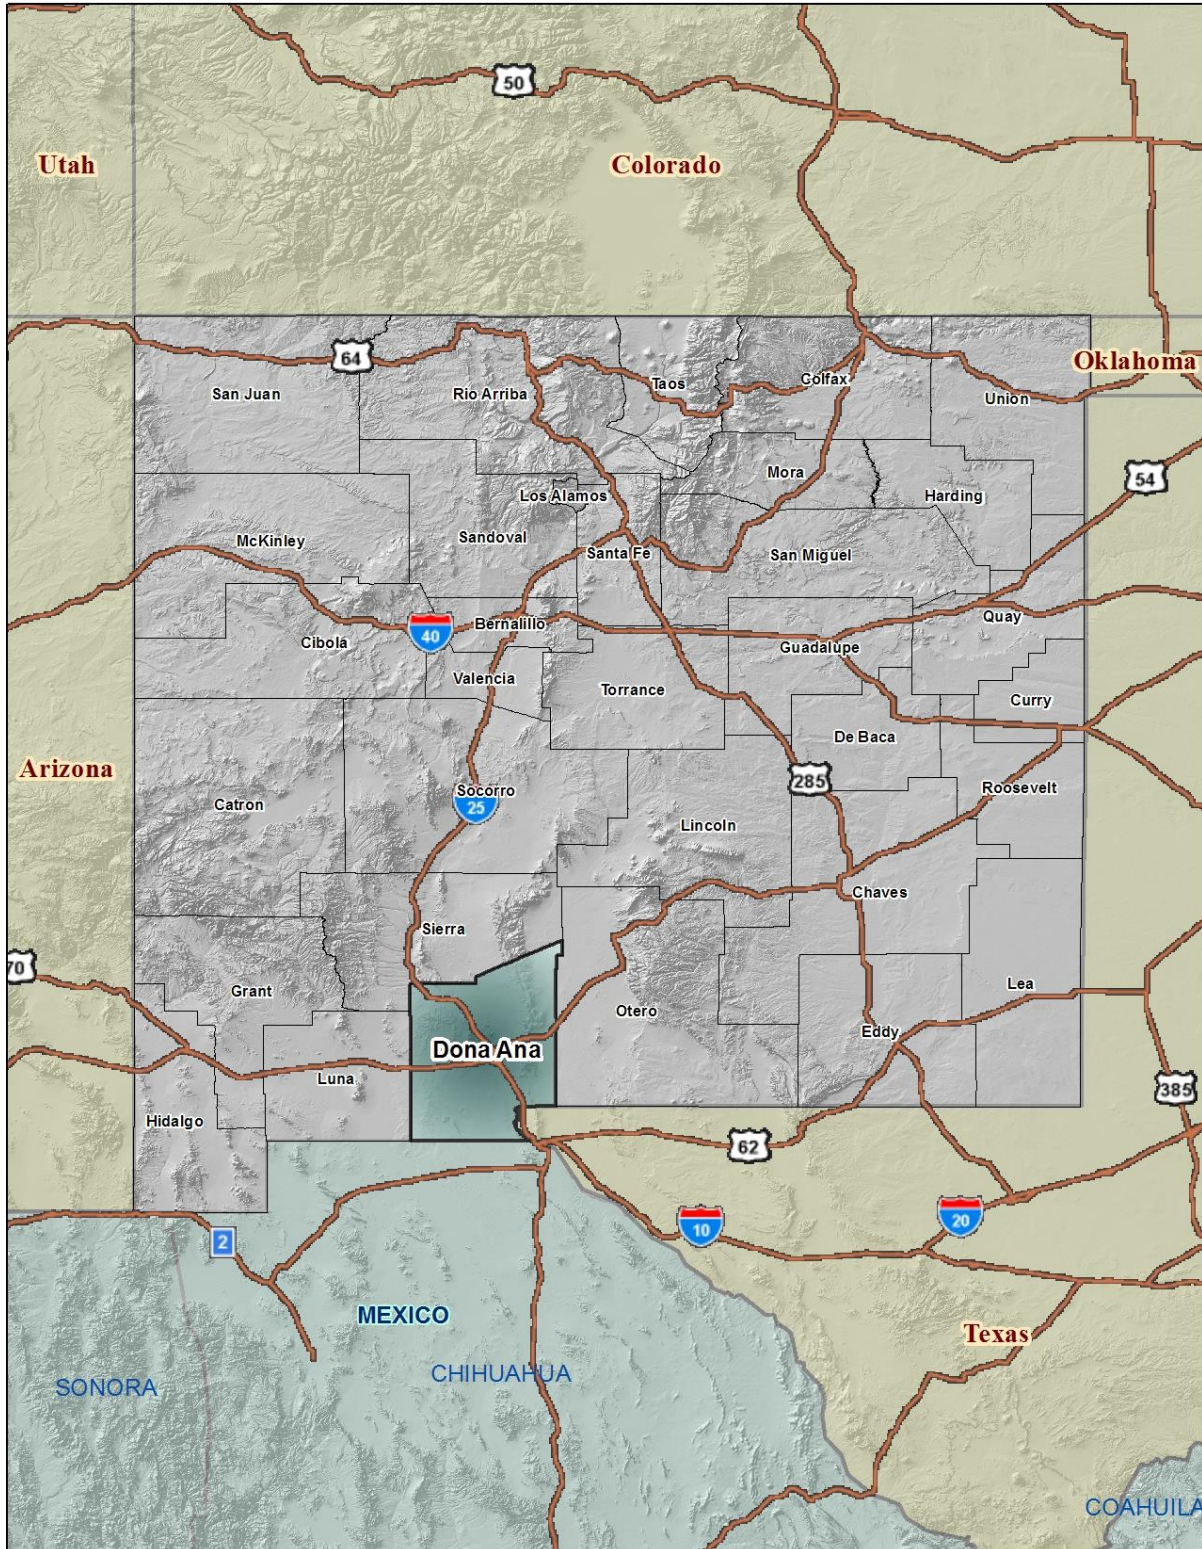 50
Utah
Colorado
64
Oklahoma
San Juan
Rio Arriba
Taos
Colfax
Union
Mora
54
Los Alamos
Harding
McKinley
Sandoval
Santa Fe
San Miguel
Bernalillo
Quay
40
Cibola
Guadalupe
Valencia
Torrance
Curry
De Baca
Arizona
285
Socorro
Roosevelt
Catron
25
Lincoln
Chaves
Sierra
70
Grant
Otero
Lea
Eddy
Dona Ana
Luna
385
Hidalgo
62
10
20
2
MEXICO
Texas
SONORA
CHIHUAHUA
COAHUILA